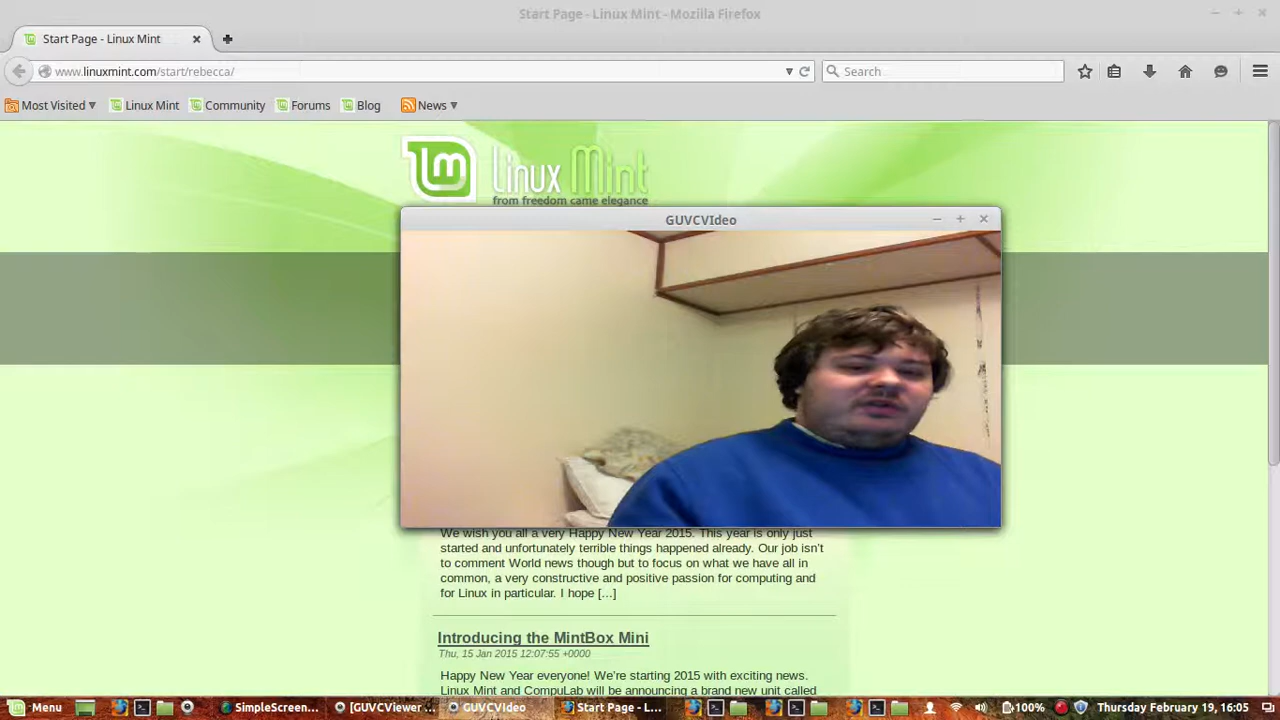 Start Page - Linux Mint - Mozilla Firefox
Start Page - Linux Mint
www.linuxmint.com/start/rebecca/
Search
Most Visited
Linux Mint
Community
Forums
Blog
News
Linux Mint
from freedom came elegance
GUVCVIdeo
We wish you all a very Happy New Year 2015. This year is only just
started and unfortunately terrible things happened already. Our job isn't
to comment World news though but to focus on what we have all in
common, a very constructive and positive passion for computing and
for Linux in particular. I hope [...]
Introducing the MintBox Mini
Thu, 15 Jan 2015 12:07:55 +0000
Happy New Year everyone! We're starting 2015 with exciting news.
Linux Mint and CompuLab will be announcing a brand new unit called
Menu
SimpleScreen...
[GUVCViewer ...
GUVCVIdeo
Start Page - L...
100%
Thursday February 19, 16:05